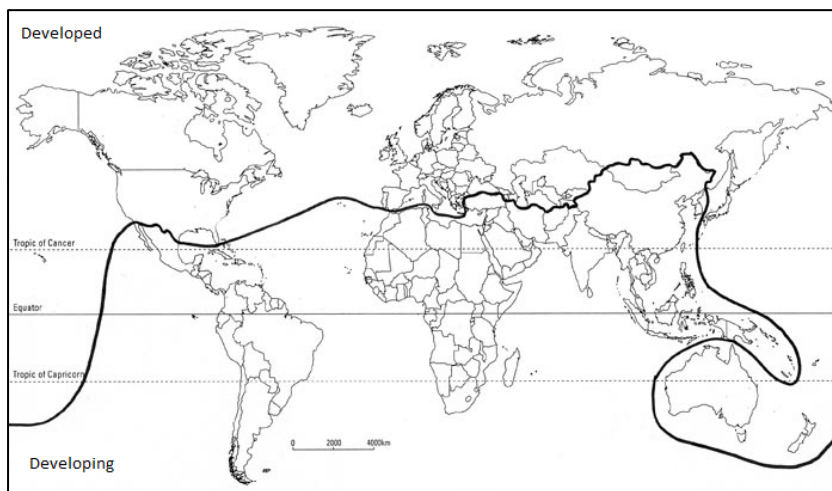 Developed
Tropic of Cancer
Equator
Tropic of Capricorn
0 2000 4000km
Developing